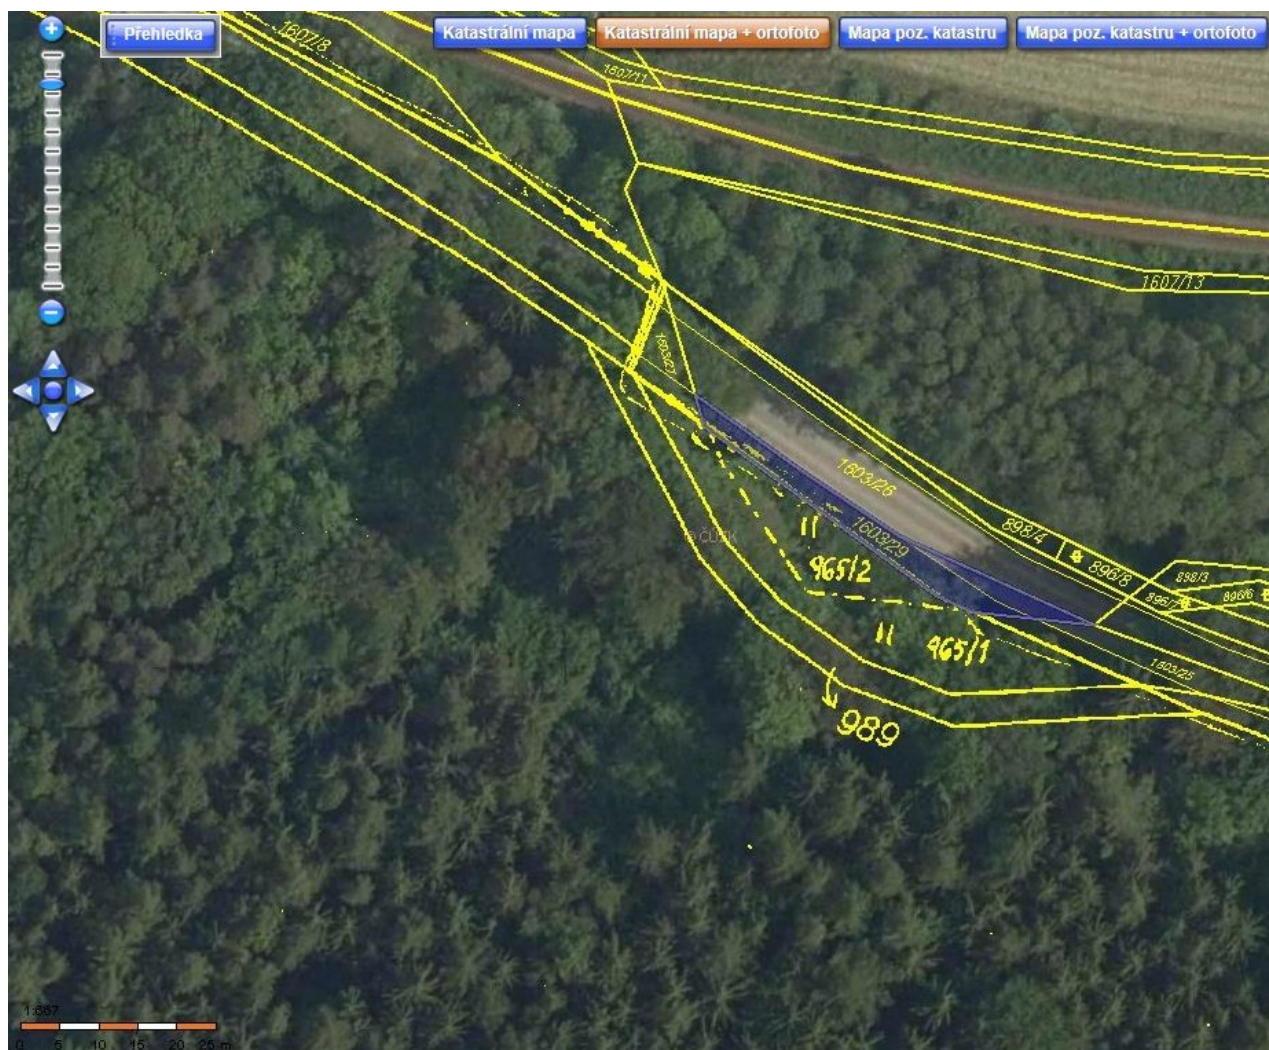 Přehledka
Katastrální mapa
Katastrální mapa + ortofoto
Mapa poz. katastru
Mapa poz. katastru + ortofoto
1607/8
1607/11
1607/13
1603/27
1603/26
1603/29
898/4
896/8
898/3
896/7
896/6
© ČÚZK
965/2
965/1
1603/25
989
1:667
0 5 10 15 20 25 m